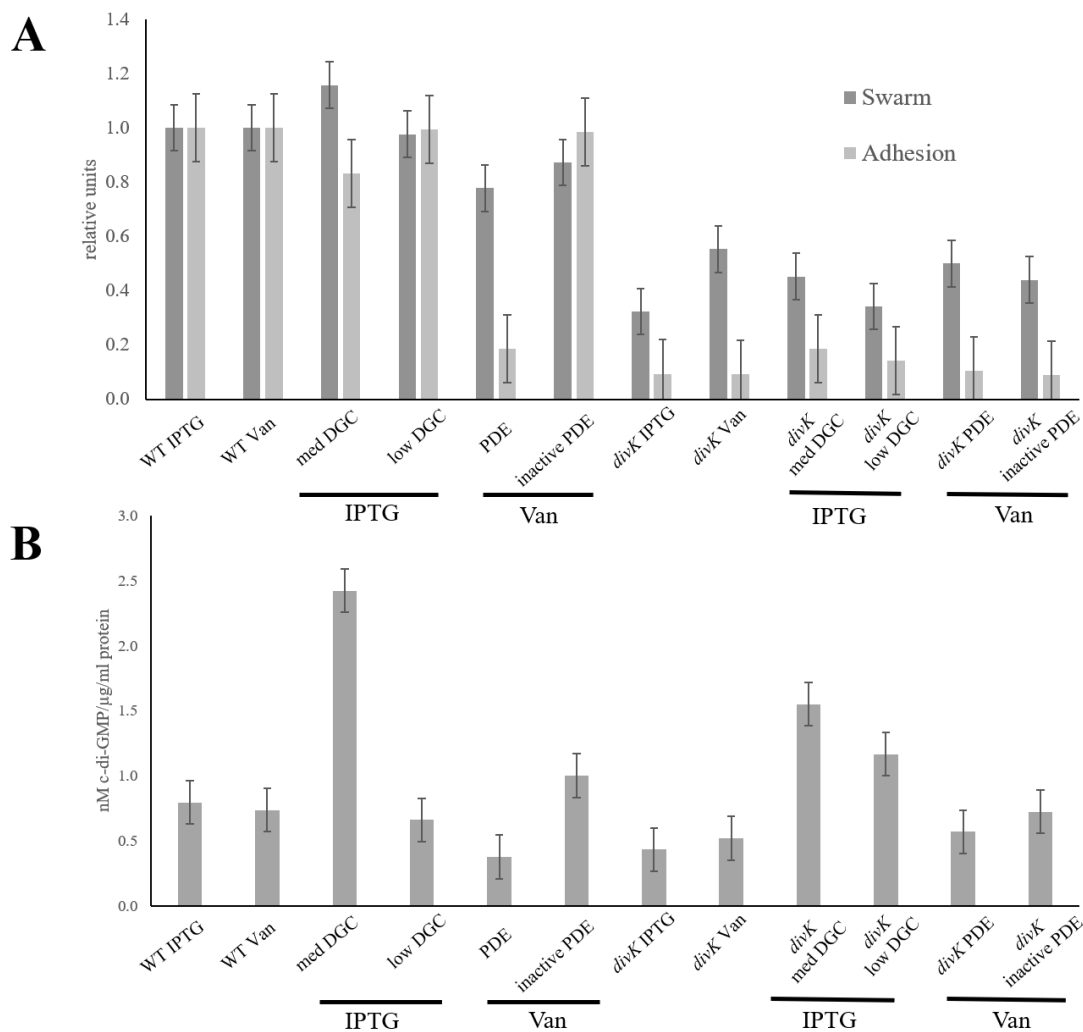 A
1.4
1.2
1.0
0.8
0.6
0.4
0.2
0.0
relative units
Swarm
Adhesion
WT IPTG
WT Van
med DGC
low DGC
PDE
inactive PDE
divK IPTG
divK Van
divK
med DGC
divK
low DGC
divK PDE
divK
inactive PDE
IPTG
Van
IPTG
Van
B
3.0
2.5
2.0
1.5
1.0
0.5
0.0
nM c-di-GMP/µg/ml protein
WT IPTG
WT Van
med DGC
low DGC
PDE
inactive PDE
divK IPTG
divK Van
divK
med DGC
divK
low DGC
divK PDE
divK
inactive PDE
IPTG
Van
IPTG
Van